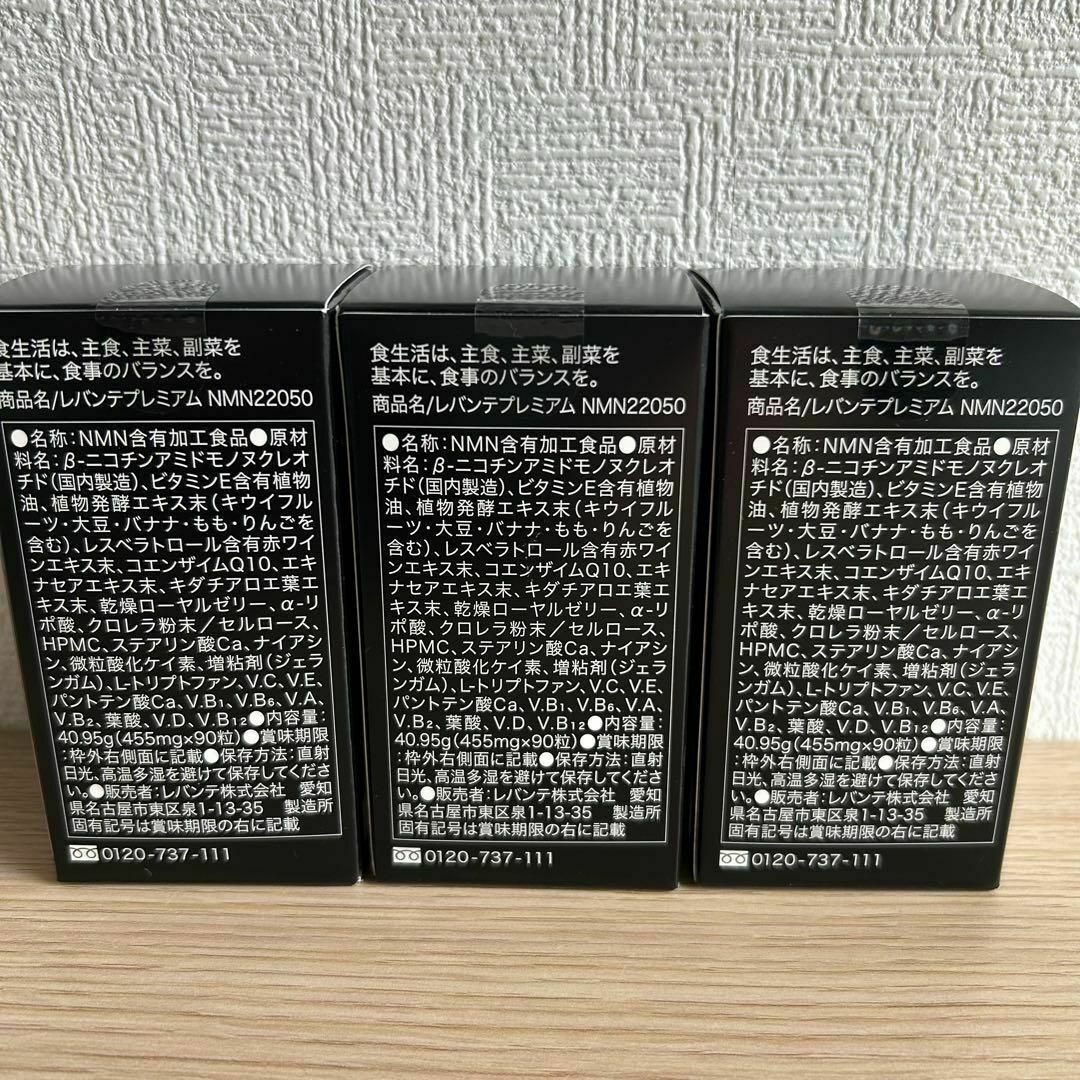 食生活は、主食、主菜、副菜を
基本に、食事のバランスを。
商品名/レバンテプレミアム NMN22050
●名称:NMN含有加工食品●原材
料名:β-ニコチンアミドモノヌクレオ
チド(国内製造)、ビタミンE含有植物
油、植物発酵エキス末(キウイフル
ーツ・大豆・バナナ・もも・りんごを
含む)、レスベラトロール含有赤ワイ
ンエキス末、コエンザイムQ10、エキ
ナセアエキス末、キダチアロエ葉エ
キス末、乾燥ローヤルゼリー、α-リ
ポ酸、クロレラ粉末/セルロース、
HPMC、ステアリン酸Ca、ナイアシ
ン、微粒酸化ケイ素、増粘剤(ジェラ
ンガム)、L-トリプトファン、V.C、V.E、
パントテン酸Ca、V.B₁、V.B₆、V.A、
V.B₂、葉酸、V.D、V.B₁₂●内容量:
40.95g(455mg×90粒)●賞味期限
:枠外右側面に記載●保存方法:直射
日光、高温多湿を避けて保存してくださ
い。●販売者:レバンテ株式会社 愛知
県名古屋市東区泉1-13-35 製造所
固有記号は賞味期限の右に記載
0120-737-111
食生活は、主食、主菜、副菜を
基本に、食事のバランスを。
商品名/レバンテプレミアム NMN22050
●名称:NMN含有加工食品●原材
料名:β-ニコチンアミドモノヌクレオ
チド(国内製造)、ビタミンE含有植物
油、植物発酵エキス末(キウイフル
ーツ・大豆・バナナ・もも・りんごを
含む)、レスベラトロール含有赤ワイ
ンエキス末、コエンザイムQ10、エキ
ナセアエキス末、キダチアロエ葉エ
キス末、乾燥ローヤルゼリー、α-リ
ポ酸、クロレラ粉末/セルロース、
HPMC、ステアリン酸Ca、ナイアシ
ン、微粒酸化ケイ素、増粘剤(ジェラ
ンガム)、L-トリプトファン、V.C、V.E、
パントテン酸Ca、V.B₁、V.B₆、V.A、
V.B₂、葉酸、V.D、V.B₁₂●内容量:
40.95g(455mg×90粒)●賞味期限
:枠外右側面に記載●保存方法:直射
日光、高温多湿を避けて保存してくださ
い。●販売者:レバンテ株式会社 愛知
県名古屋市東区泉1-13-35 製造所
固有記号は賞味期限の右に記載
0120-737-111
食生活は、主食、主菜、副菜を
基本に、食事のバランスを。
商品名/レバンテプレミアム NMN22050
●名称:NMN含有加工食品●原材
料名:β-ニコチンアミドモノヌクレオ
チド(国内製造)、ビタミンE含有植物
油、植物発酵エキス末(キウイフル
ーツ・大豆・バナナ・もも・りんごを
含む)、レスベラトロール含有赤ワイ
ンエキス末、コエンザイムQ10、エキ
ナセアエキス末、キダチアロエ葉エ
キス末、乾燥ローヤルゼリー、α-リ
ポ酸、クロレラ粉末/セルロース、
HPMC、ステアリン酸Ca、ナイアシ
ン、微粒酸化ケイ素、増粘剤(ジェラ
ンガム)、L-トリプトファン、V.C、V.E、
パントテン酸Ca、V.B₁、V.B₆、V.A、
V.B₂、葉酸、V.D、V.B₁₂●内容量:
40.95g(455mg×90粒)●賞味期限
:枠外右側面に記載●保存方法:直射
日光、高温多湿を避けて保存してくださ
い。●販売者:レバンテ株式会社 愛知
県名古屋市東区泉1-13-35 製造所
固有記号は賞味期限の右に記載
0120-737-111